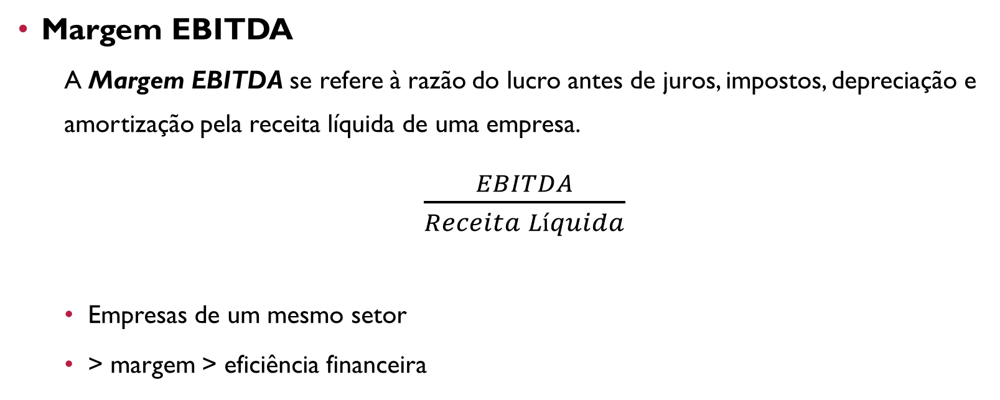 • Margem EBITDA
A Margem EBITDA se refere à razão do lucro antes de juros, impostos, depreciação e
amortização pela receita líquida de uma empresa.
EBITDA
Receita Líquida
• Empresas de um mesmo setor
• > margem > eficiência financeira